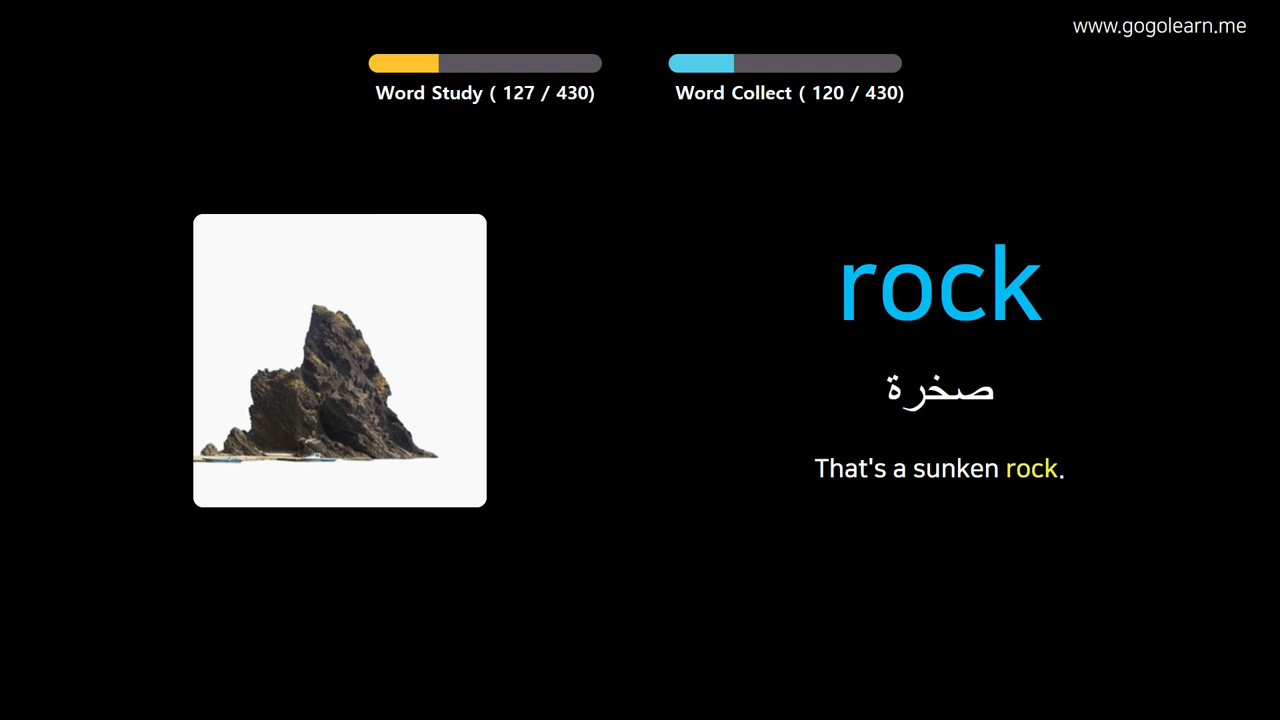 www.gogolearn.me
Word Study ( 127 / 430)
Word Collect ( 120 / 430)
rock
صخرة
That's a sunken rock.